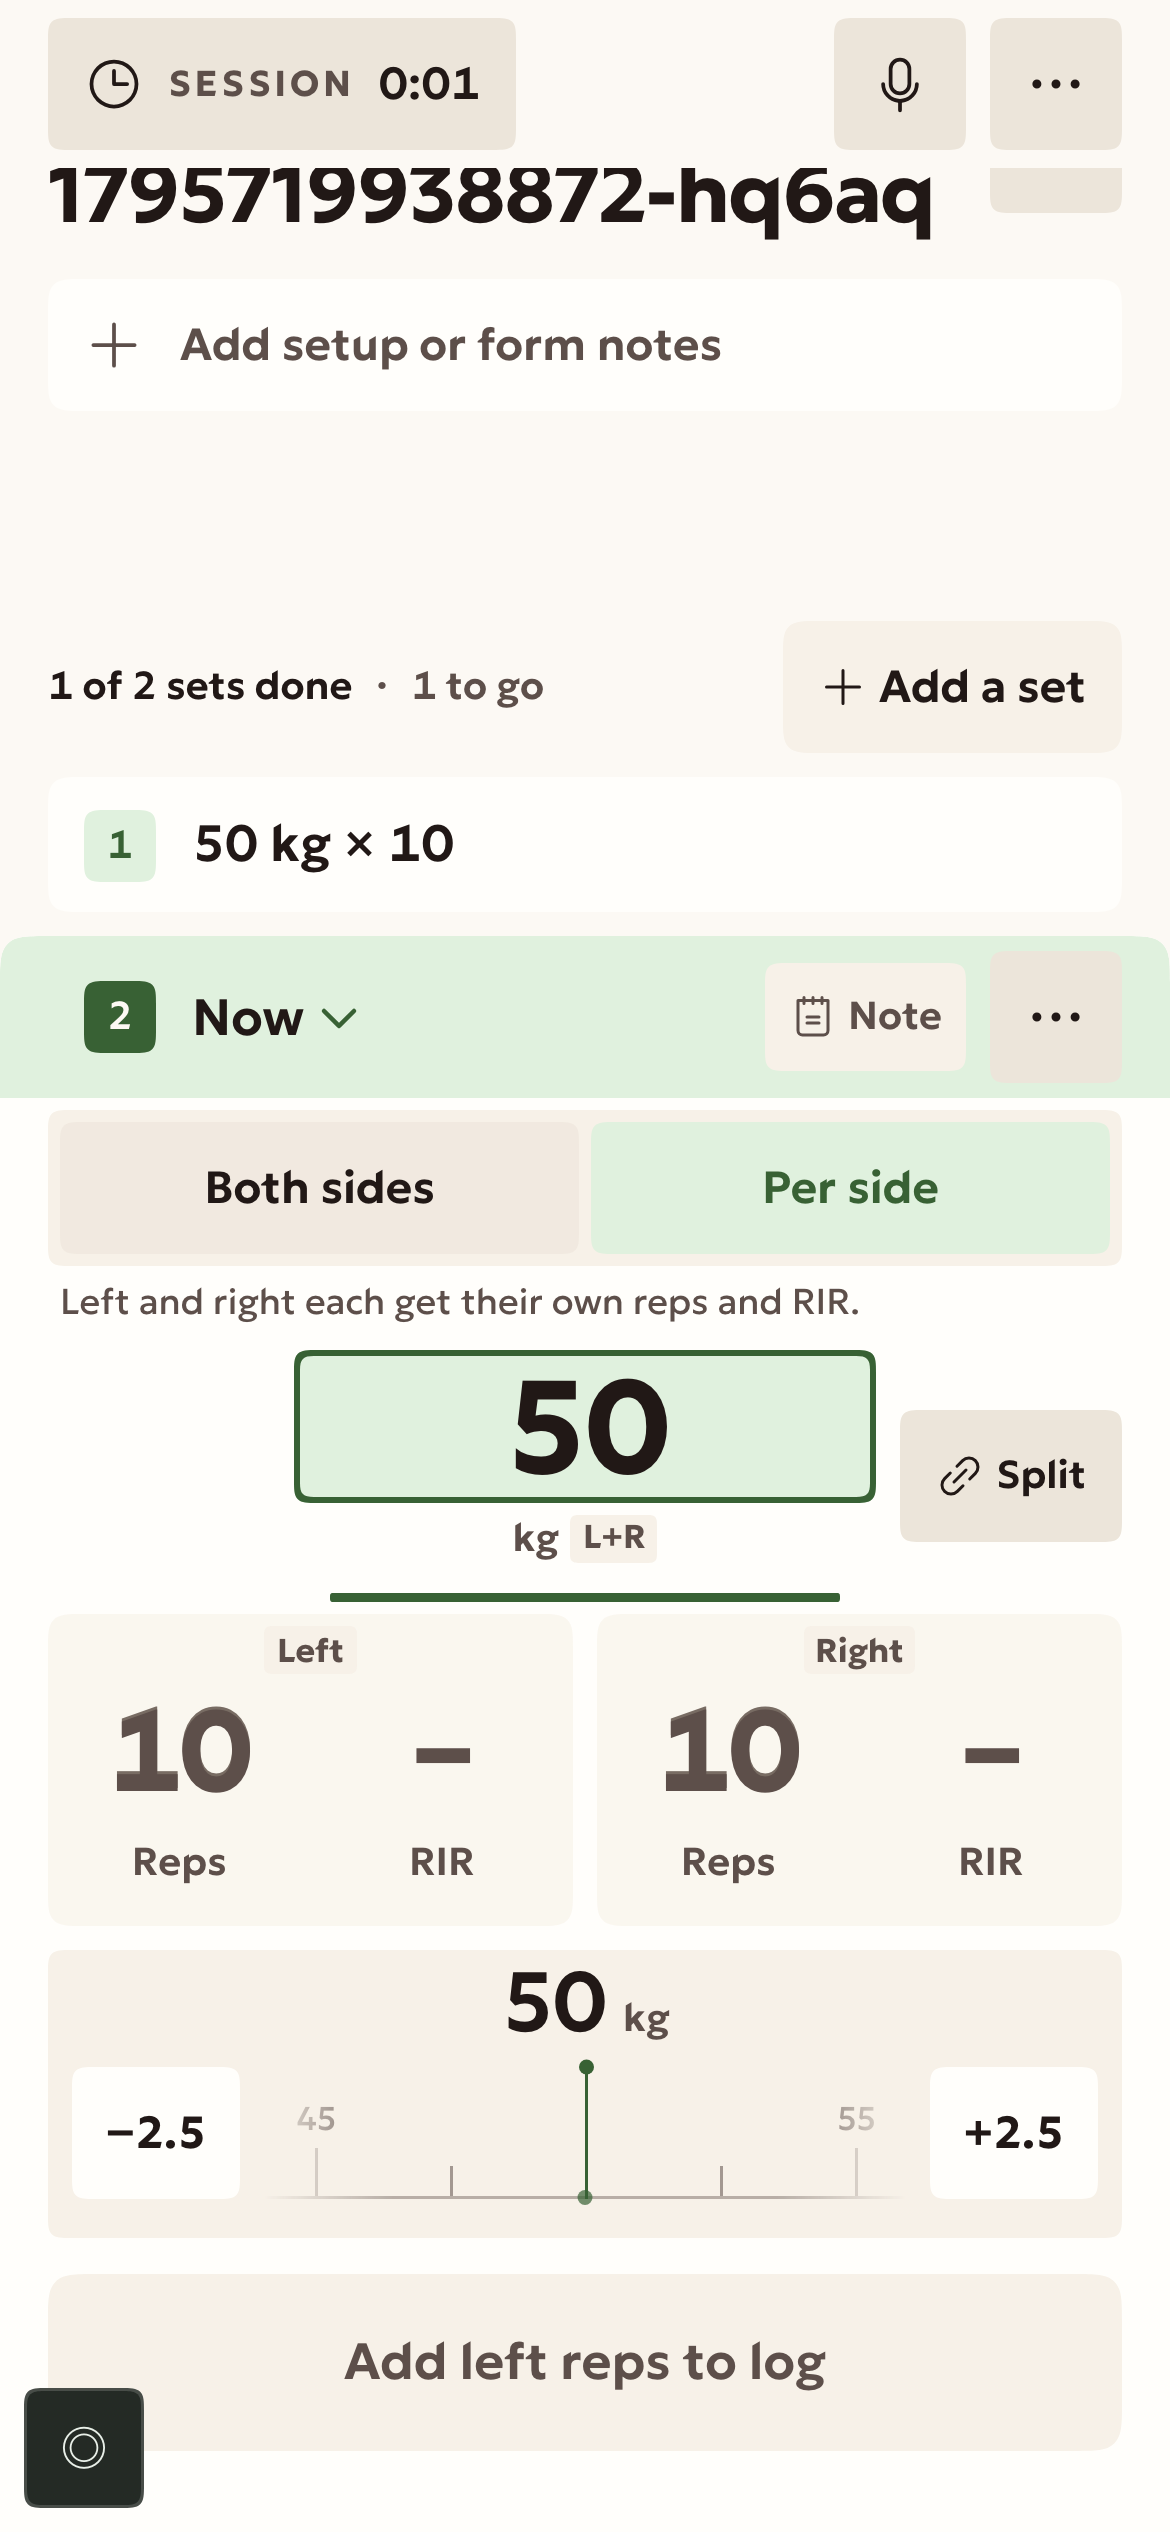 SESSION 0:01
1795719938872-hq6aq
Add setup or form notes
1 of 2 sets done · 1 to go
+ Add a set
1 50 kg × 10
2 Now
Note
Both sides
Per side
Left and right each get their own reps and RIR.
50
Split
kg L+R
Left
Right
10 – 10 –
Reps RIR Reps RIR
50 kg
−2.5
45
55
+2.5
Add left reps to log